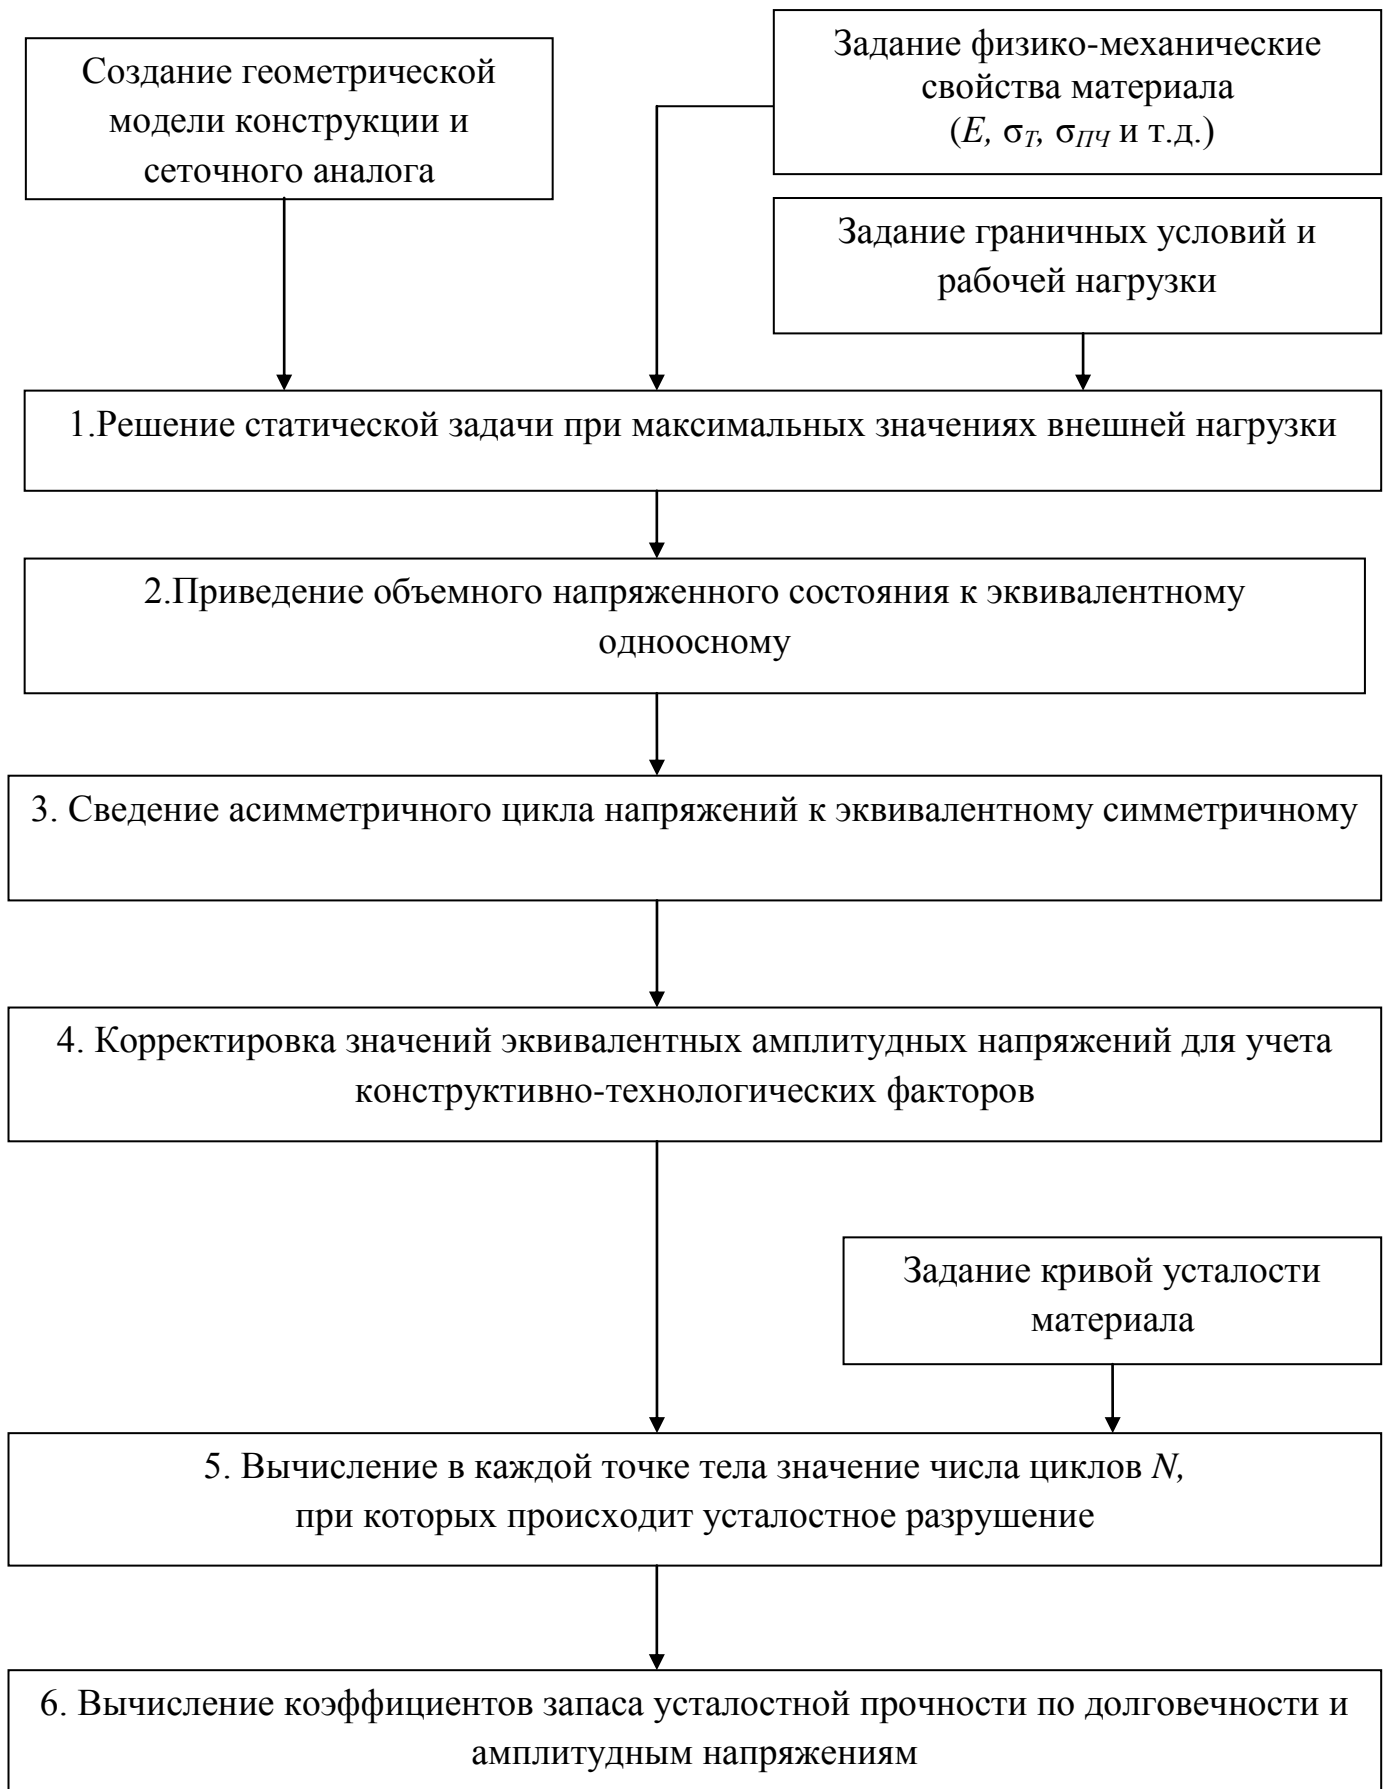 Создание геометрической
модели конструкции и
сеточного аналога
Задание физико-механические
свойства материала
(E, σТ, σПЧ и т.д.)
Задание граничных условий и
рабочей нагрузки
1.Решение статической задачи при максимальных значениях внешней нагрузки
2.Приведение объемного напряженного состояния к эквивалентному
одноосному
3. Сведение асимметричного цикла напряжений к эквивалентному симметричному
4. Корректировка значений эквивалентных амплитудных напряжений для учета
конструктивно-технологических факторов
Задание кривой усталости
материала
5. Вычисление в каждой точке тела значение числа циклов N,
при которых происходит усталостное разрушение
6. Вычисление коэффициентов запаса усталостной прочности по долговечности и
амплитудным напряжениям